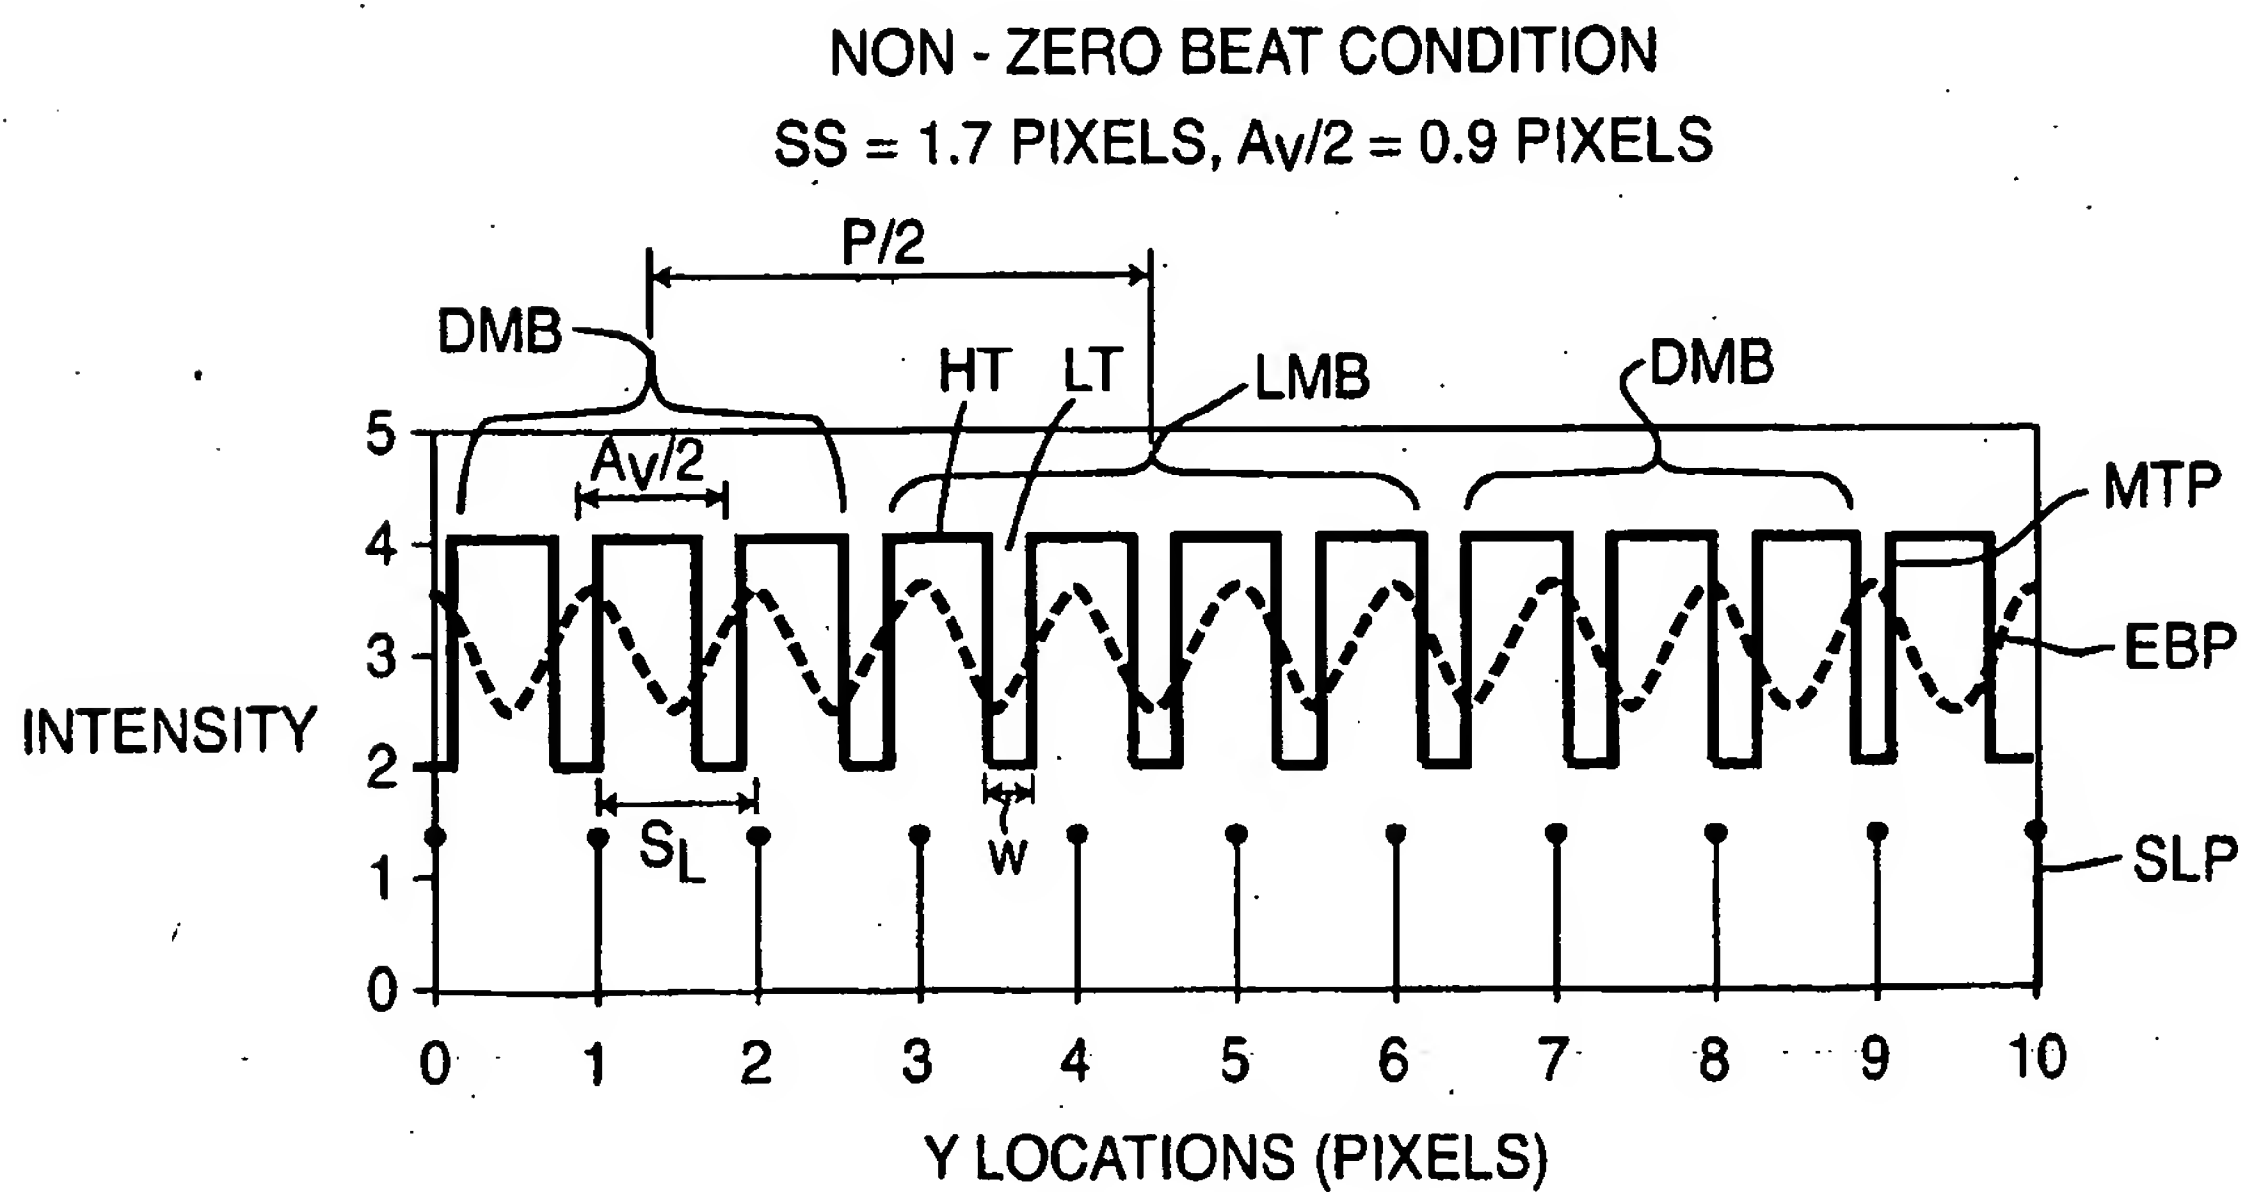 NON - ZERO BEAT CONDITION
SS = 1.7 PIXELS, AV/2 = 0.9 PIXELS
P/2
DMB
HT
LT
LMB
DMB
5
AV/2
MTP
4
3
EBP
INTENSITY
2
SL
W
SLP
1
0
0 1 2 3 4 5 6 7 8 9 10
Y LOCATIONS (PIXELS)